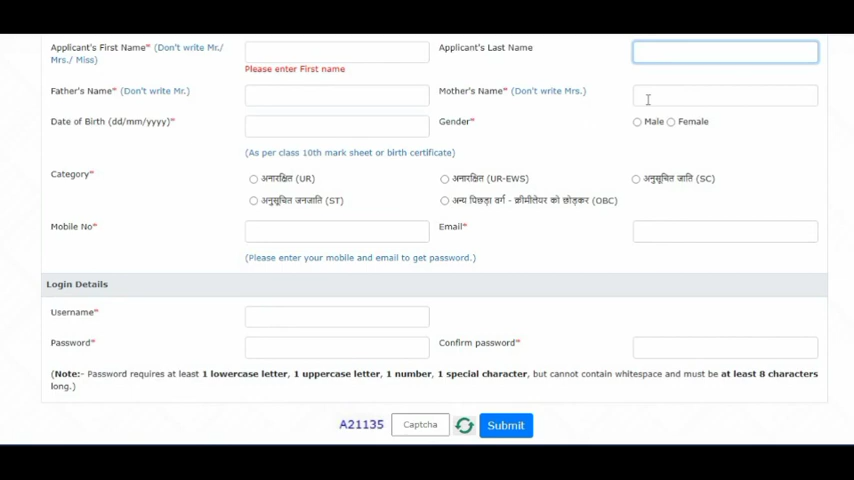 Applicant's First Name* (Don't write Mr./ Mrs./ Miss)
Applicant's Last Name
Please enter First name
Father's Name* (Don't write Mr.)
Mother's Name* (Don't write Mrs.)
Date of Birth (dd/mm/yyyy)*
Gender*
Male Female
(As per class 10th mark sheet or birth certificate)
Category*
अनारक्षित (UR)
अनारक्षित (UR-EWS)
अनुसूचित जाति (SC)
अनुसूचित जनजाति (ST)
अन्य पिछड़ा वर्ग - क्रीमीलेयर को छोड़कर (OBC)
Mobile No*
Email*
(Please enter your mobile and email to get password.)
Login Details
Username*
Password*
Confirm password*
(Note:- Password requires at least 1 lowercase letter, 1 uppercase letter, 1 number, 1 special character, but cannot contain whitespace and must be at least 8 characters
long.)
A21135 Captcha Submit